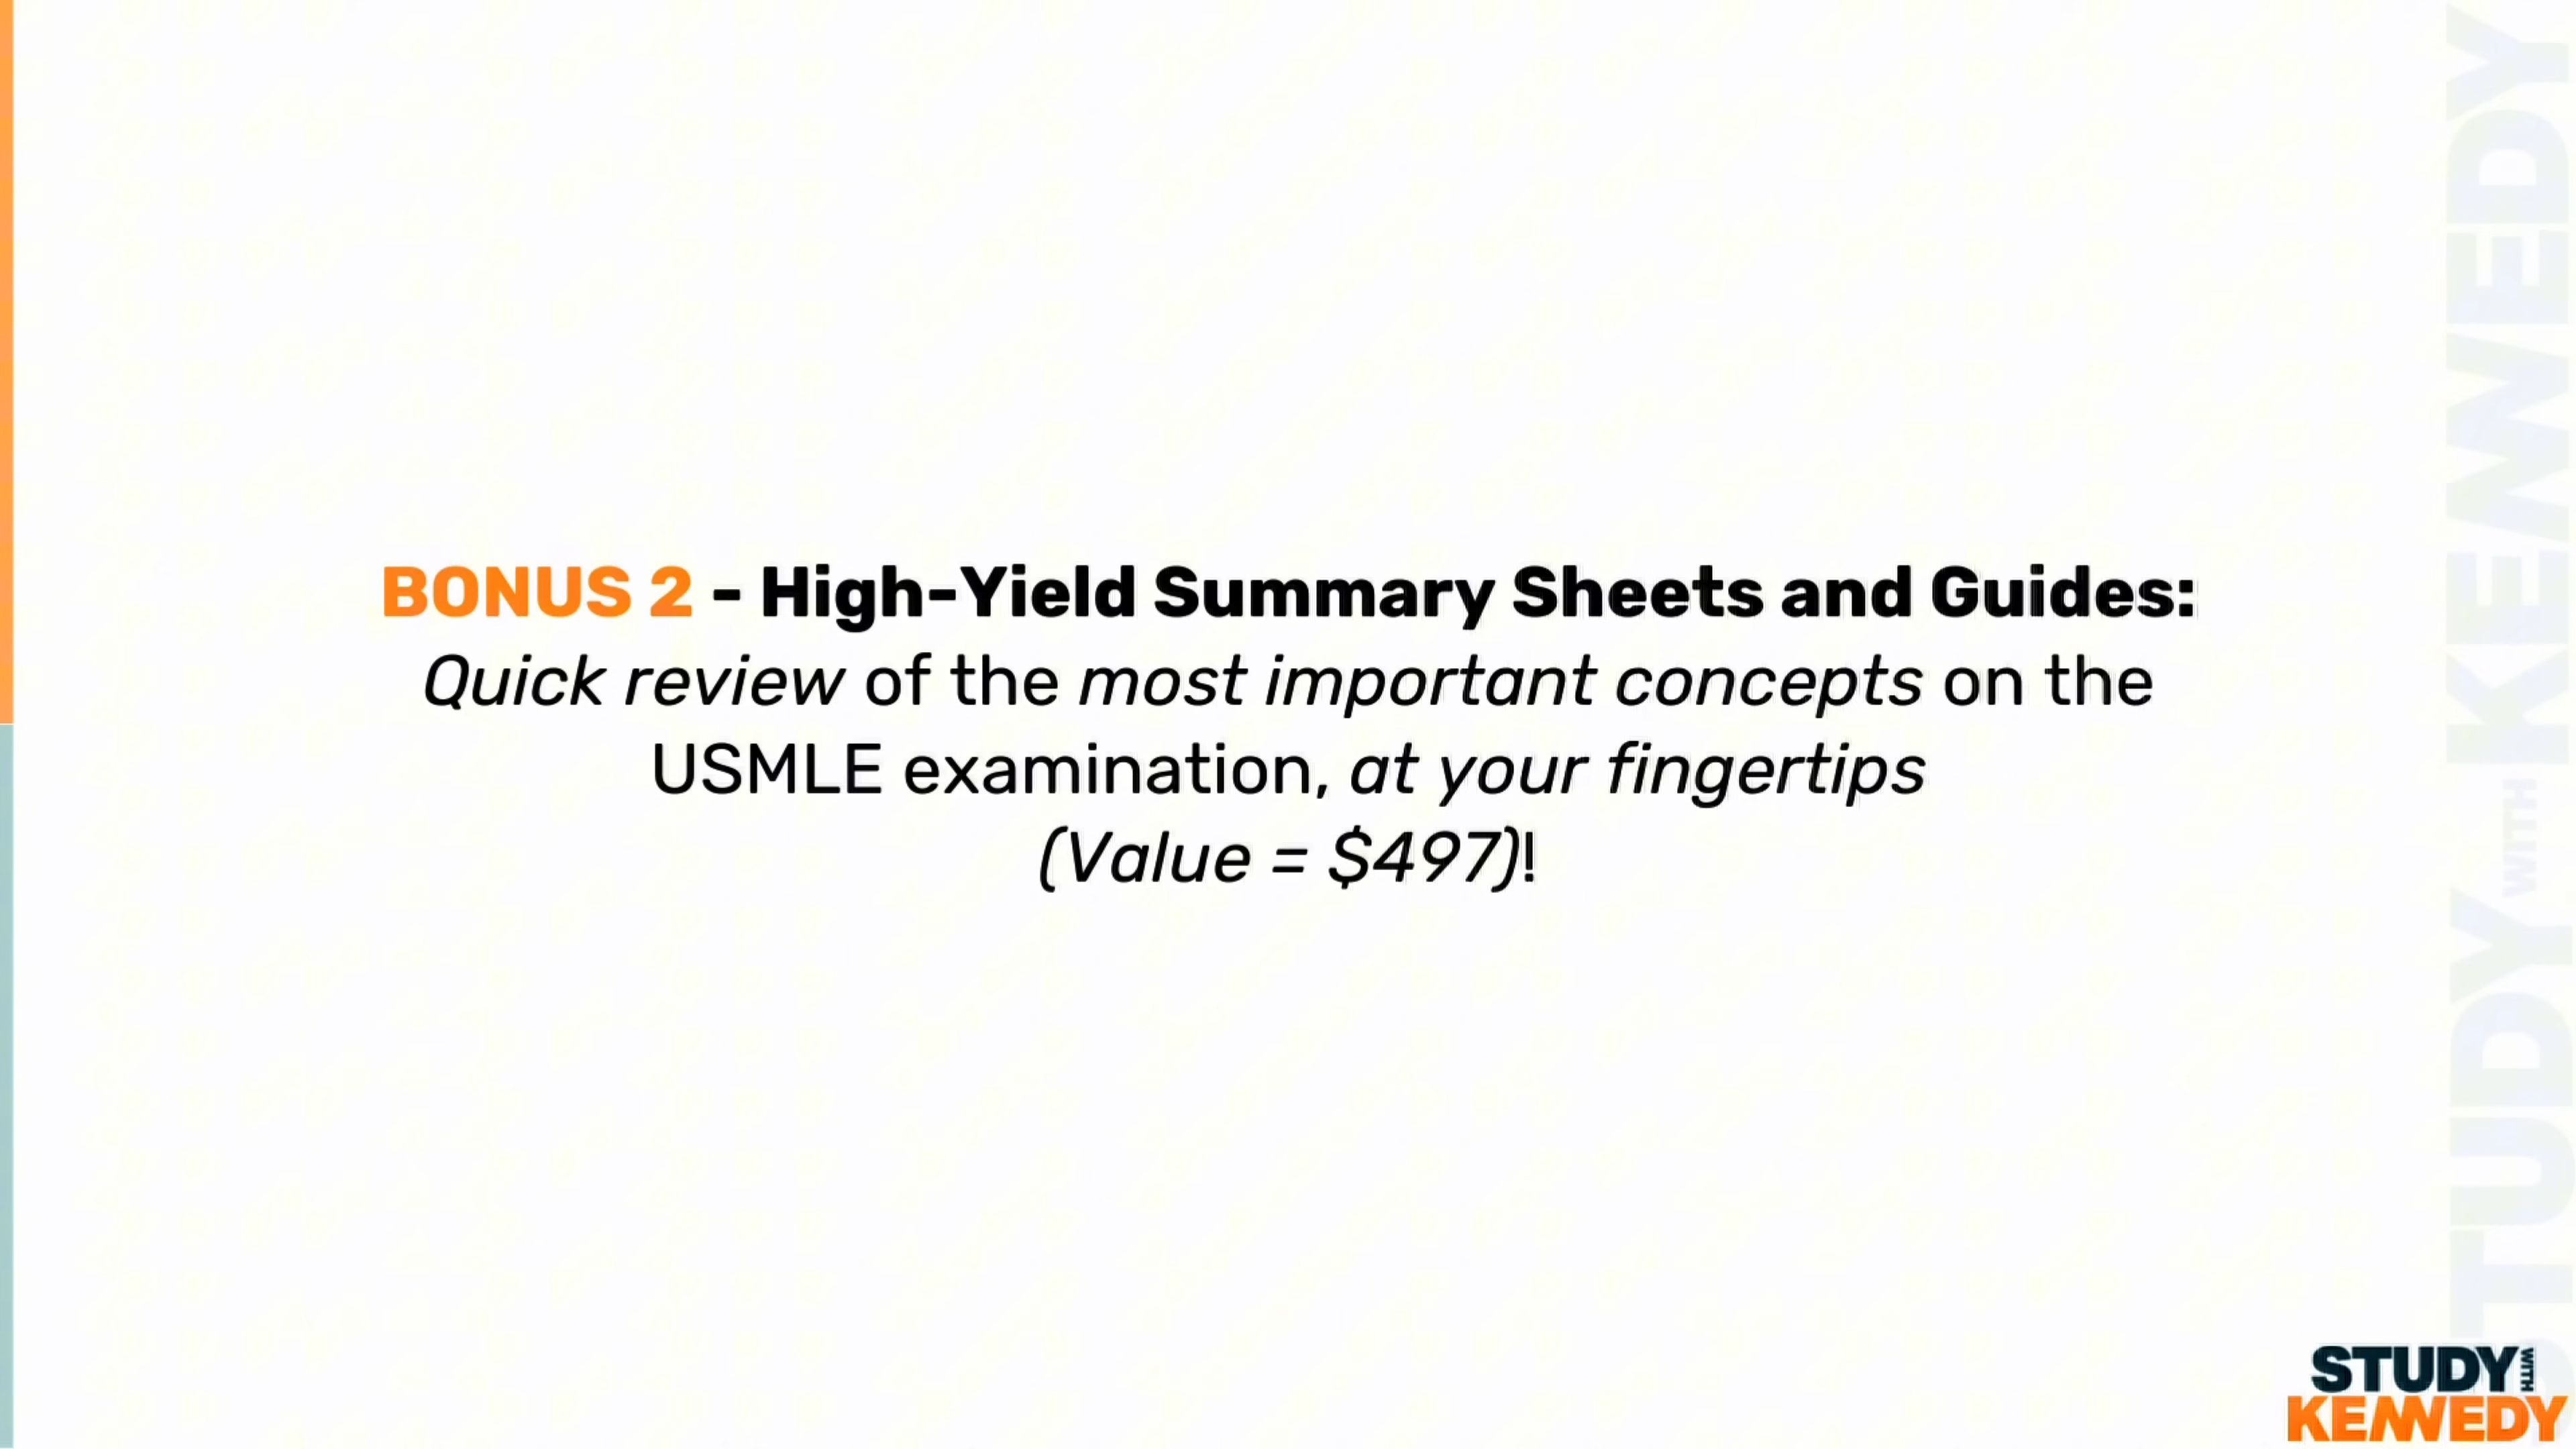 BONUS 2 - High-Yield Summary Sheets and Guides:
Quick review of the most important concepts on the
USMLE examination, at your fingertips
(Value = $497)!
STUDY WITH KENNEDY
STUDY WITH
KENNEDY